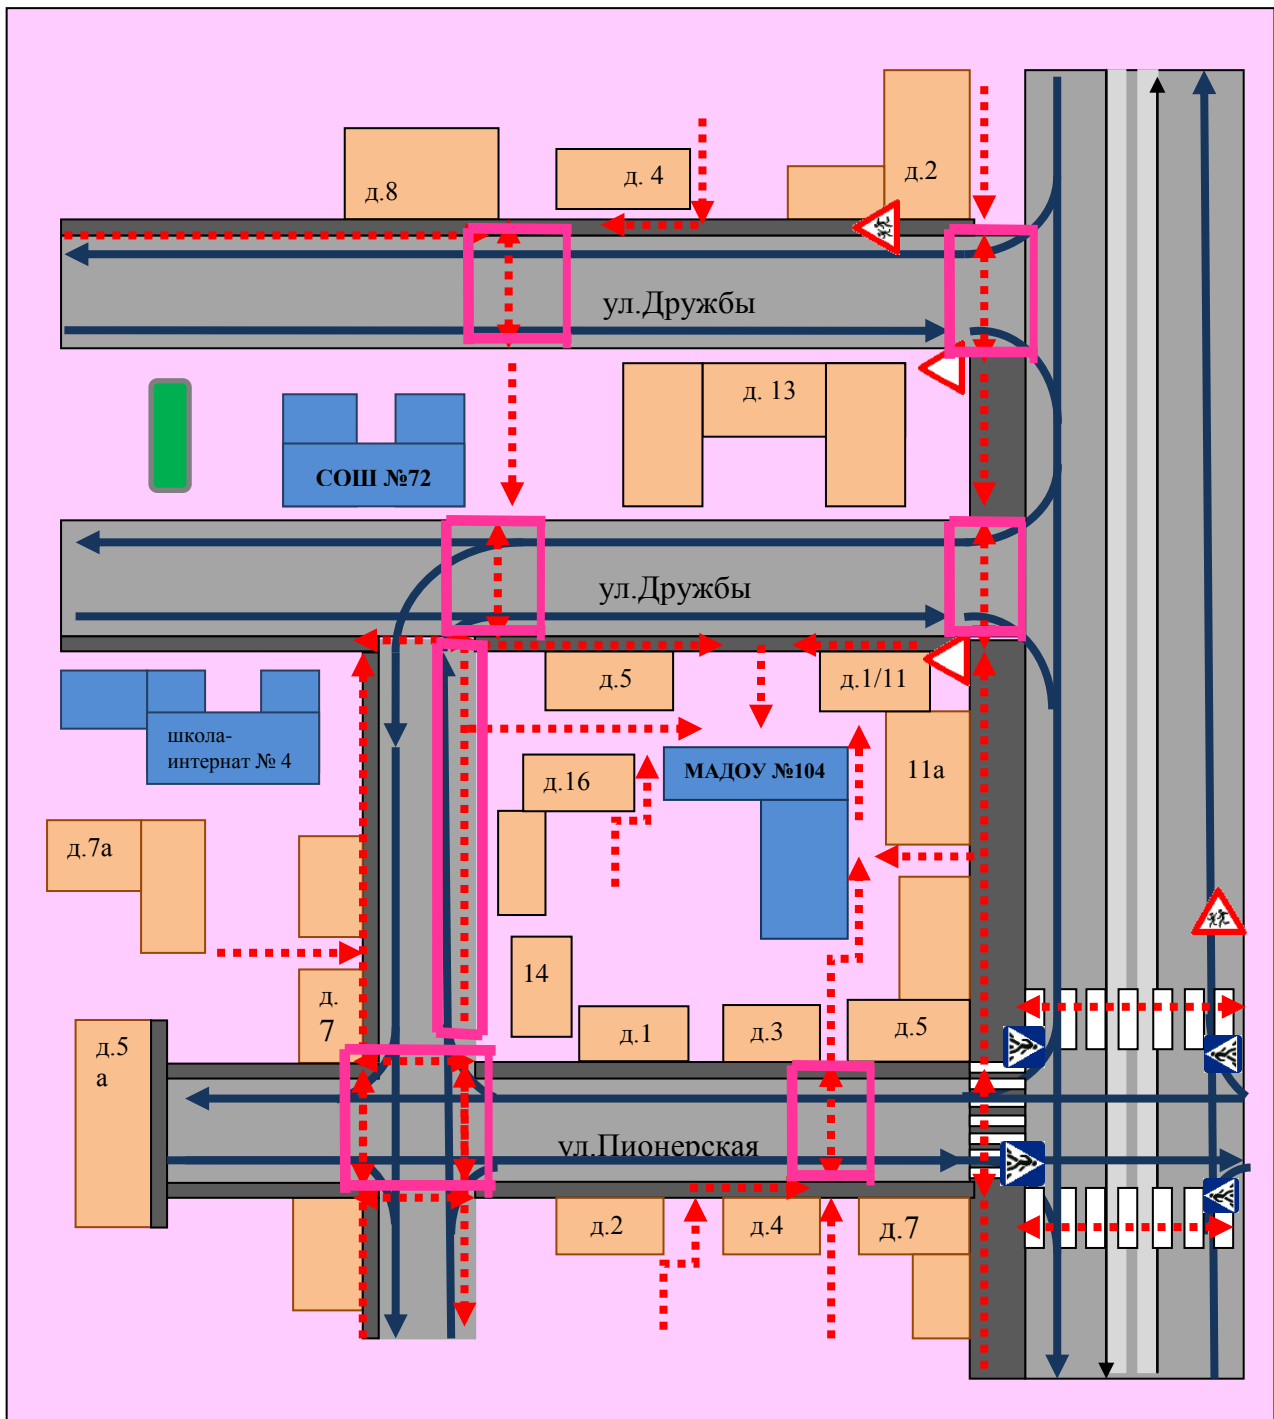 д.2
д. 4
д.8
ул.Дружбы
д. 13
СОШ №72
ул.Дружбы
д.5
д.1/11
школа-
интернат № 4
д.16
МАДОУ №104
11а
д.7а
14
д.
7
д.1
д.3
д.5
д.5
а
ул.Пионерская
д.2
д.4
д.7